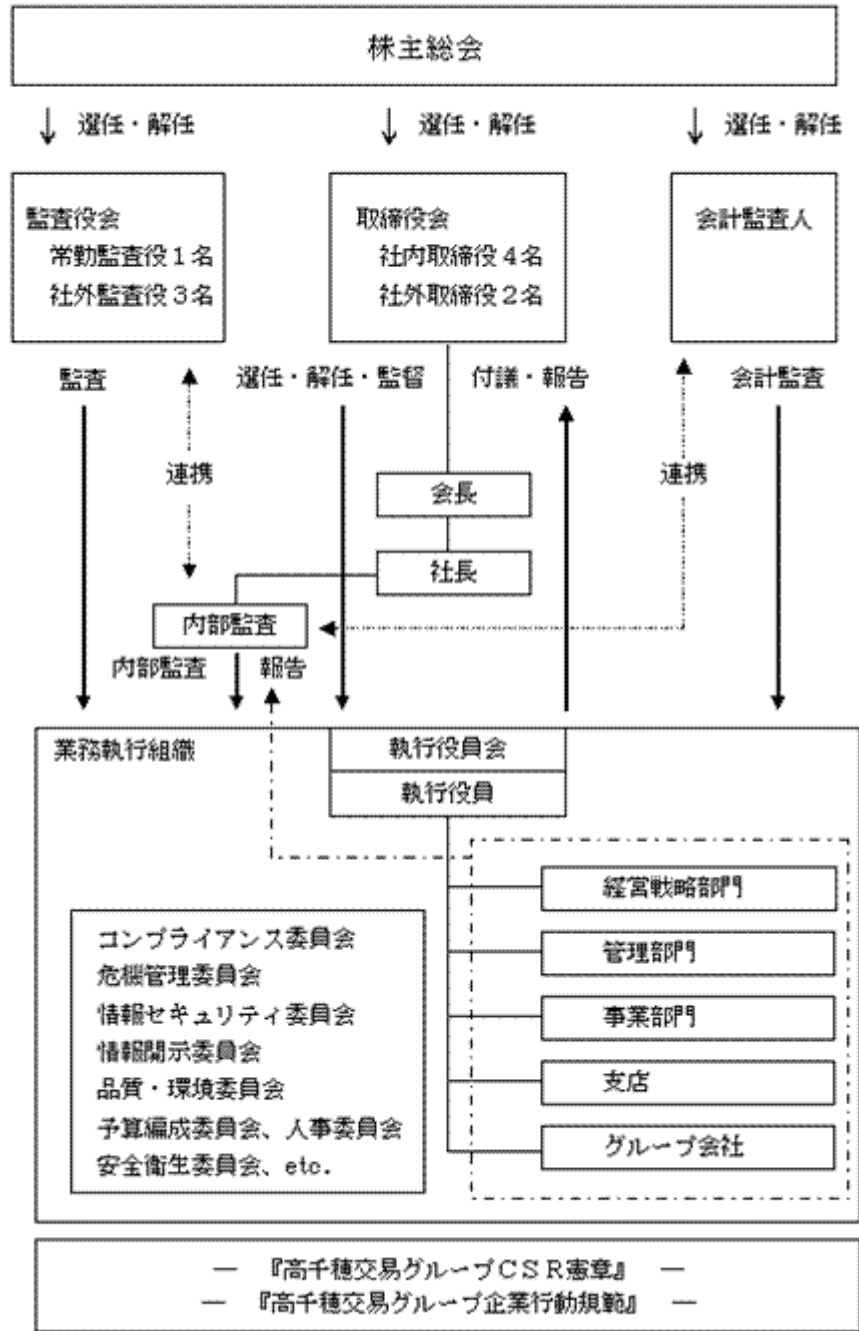 株主総会
選任・解任
選任・解任
選任・解任
監査役会
常勤監査役１名
社外監査役３名
取締役会
社内取締役４名
社外取締役２名
会計監査人
監査
選任・解任・監督
付議・報告
会計監査
連携
連携
会長
社長
内部監査
内部監査
報告
業務執行組織
執行役員会
執行役員
経営戦略部門
管理部門
事業部門
支店
グループ会社
コンプライアンス委員会
危機管理委員会
情報セキュリティ委員会
情報開示委員会
品質・環境委員会
予算編成委員会、人事委員会
安全衛生委員会、etc.
― 『高千穂交易グループＣＳＲ憲章』 ―
― 『高千穂交易グループ企業行動規範』 ―